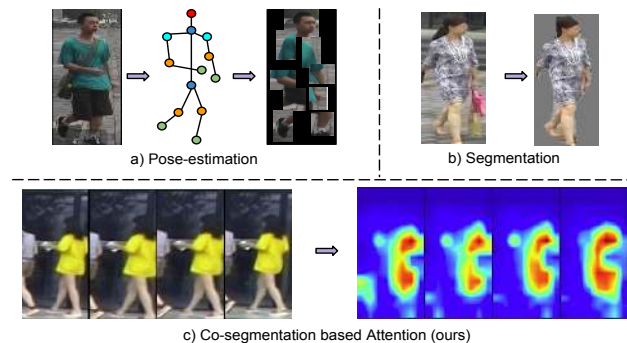 a) Pose-estimation
b) Segmentation
c) Co-segmentation based Attention (ours)